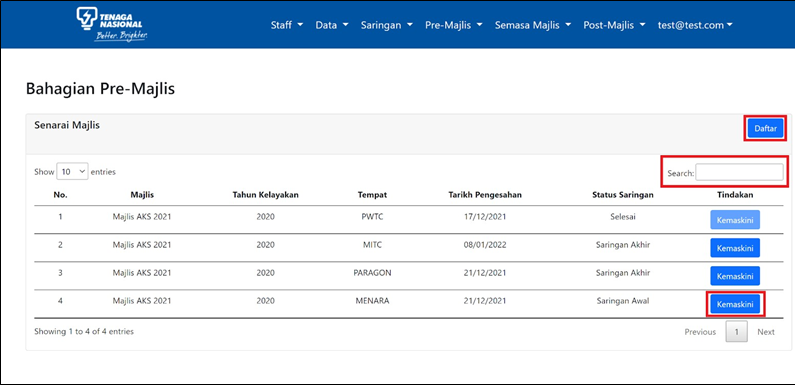 TENAGA
NASIONAL
Better. Brighter.
Staff Data Saringan Pre-Majlis Semasa Majlis Post-Majlis test@test.com
Bahagian Pre-Majlis
Senarai Majlis
Daftar
Show 10 entries Search:
No. Majlis Tahun Kelayakan Tempat Tarikh Pengesahan Status Saringan Tindakan
1 Majlis AKS 2021 2020 PWTC 17/12/2021 Selesai Kemaskini
2 Majlis AKS 2021 2020 MITC 08/01/2022 Saringan Akhir Kemaskini
3 Majlis AKS 2021 2020 PARAGON 21/12/2021 Saringan Akhir Kemaskini
4 Majlis AKS 2021 2020 MENARA 21/12/2021 Saringan Awal Kemaskini
Showing 1 to 4 of 4 entries Previous 1 Next